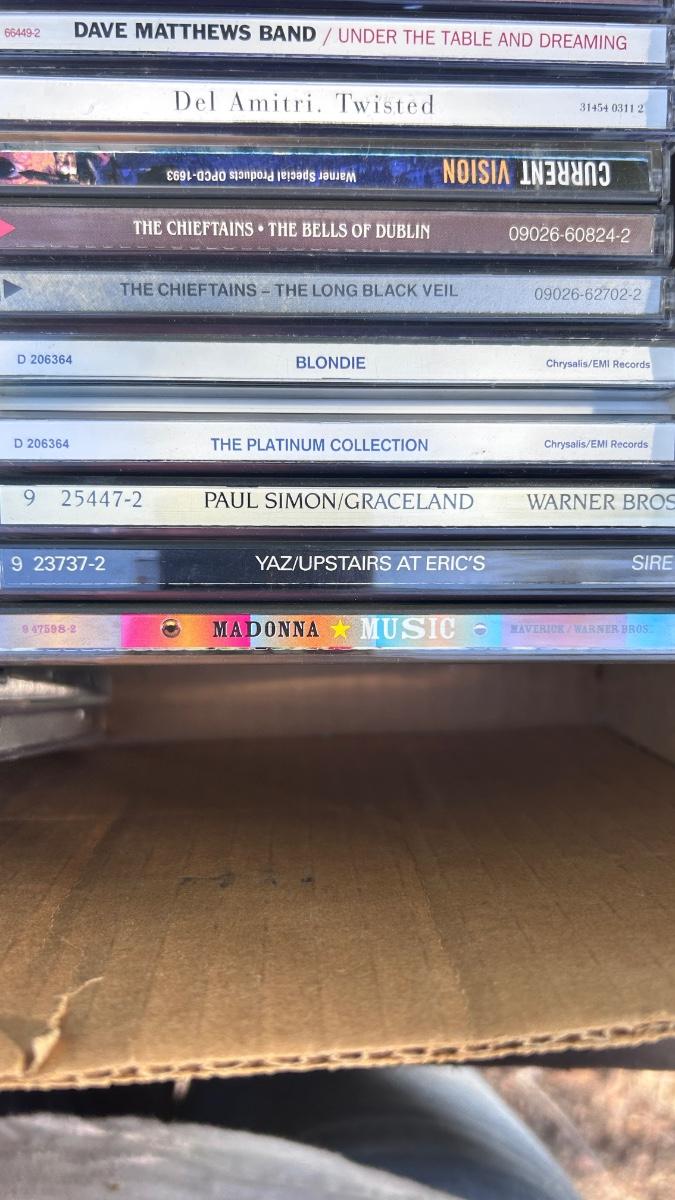 66449-2 DAVE MATTHEWS BAND / UNDER THE TABLE AND DREAMING
Del Amitri. Twisted 31454 0311 2
CURRENT VISION Warner Special Products OPCD-1693
THE CHIEFTAINS • THE BELLS OF DUBLIN 09026-60824-2
THE CHIEFTAINS – THE LONG BLACK VEIL 09026-62702-2
D 206364 BLONDIE Chrysalis/EMI Records
D 206364 THE PLATINUM COLLECTION Chrysalis/EMI Records
9 25447-2 PAUL SIMON/GRACELAND WARNER BROS
9 23737-2 YAZ/UPSTAIRS AT ERIC'S SIRE
9 47598-2 MADONNA ★ MUSIC MAVERICK / WARNER BROS.